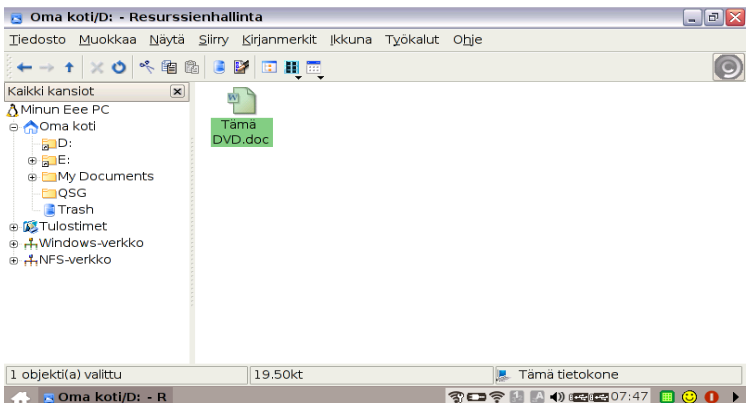 Oma koti/D: - Resurssienhallinta
Tiedosto Muokkaa Näytä Siirry Kirjanmerkit Ikkuna Työkalut Ohje
Kaikki kansiot
Minun Eee PC
Oma koti
D:
E:
My Documents
QSG
Trash
Tulostimet
Windows-verkko
NFS-verkko
Tämä
DVD.doc
1 objekti(a) valittu 19.50kt Tämä tietokone
Oma koti/D: - R 07:47